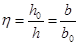 η = h₀/h = b/b₀